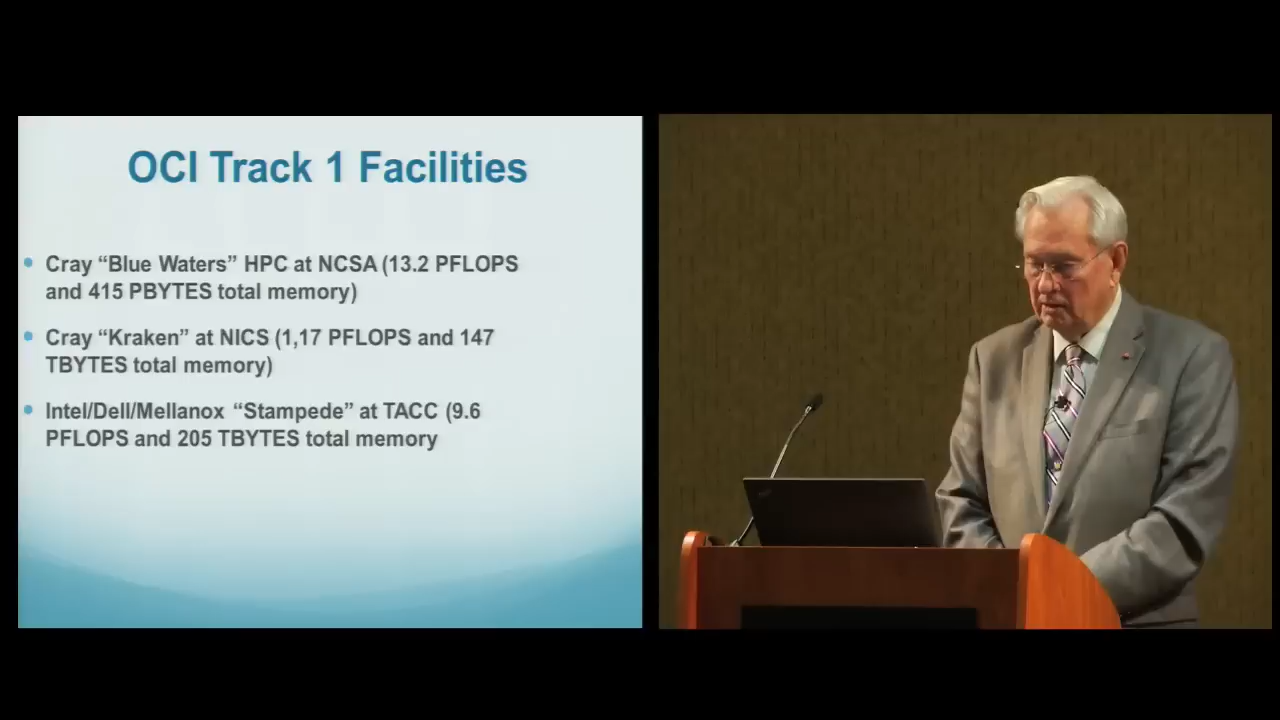 OCI Track 1 Facilities
Cray “Blue Waters” HPC at NCSA (13.2 PFLOPS
and 415 PBYTES total memory)
Cray “Kraken” at NICS (1,17 PFLOPS and 147
TBYTES total memory)
Intel/Dell/Mellanox “Stampede” at TACC (9.6
PFLOPS and 205 TBYTES total memory